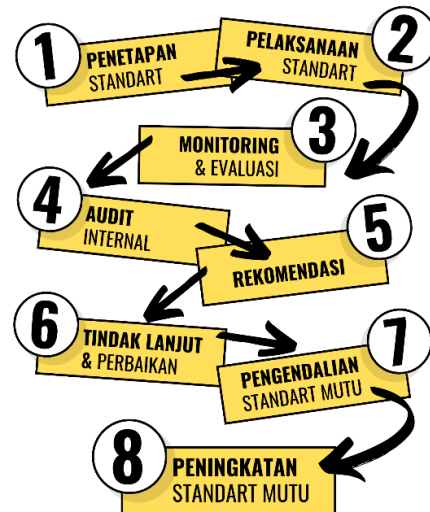 1
PENETAPAN
STANDART
2
PELAKSANAAN
STANDART
3
MONITORING
& EVALUASI
4
AUDIT
INTERNAL
5
REKOMENDASI
6
TINDAK LANJUT
& PERBAIKAN
7
PENGENDALIAN
STANDART MUTU
8
PENINGKATAN
STANDART MUTU